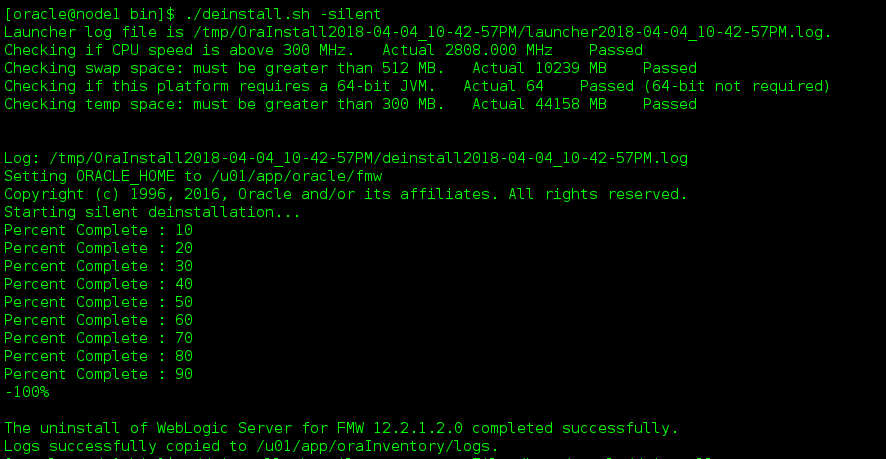 [oracle@node1 bin]$ ./deinstall.sh -silent
Launcher log file is /tmp/OraInstall2018-04-04_10-42-57PM/launcher2018-04-04_10-42-57PM.log.
Checking if CPU speed is above 300 MHz.   Actual 2808.000 MHz    Passed
Checking swap space: must be greater than 512 MB.   Actual 10239 MB    Passed
Checking if this platform requires a 64-bit JVM.   Actual 64    Passed (64-bit not required)
Checking temp space: must be greater than 300 MB.   Actual 44158 MB    Passed
Log: /tmp/OraInstall2018-04-04_10-42-57PM/deinstall2018-04-04_10-42-57PM.log
Setting ORACLE_HOME to /u01/app/oracle/fmw
Copyright (c) 1996, 2016, Oracle and/or its affiliates. All rights reserved.
Starting silent deinstallation...
Percent Complete : 10
Percent Complete : 20
Percent Complete : 30
Percent Complete : 40
Percent Complete : 50
Percent Complete : 60
Percent Complete : 70
Percent Complete : 80
Percent Complete : 90
-100%
The uninstall of WebLogic Server for FMW 12.2.1.2.0 completed successfully.
Logs successfully copied to /u01/app/oraInventory/logs.